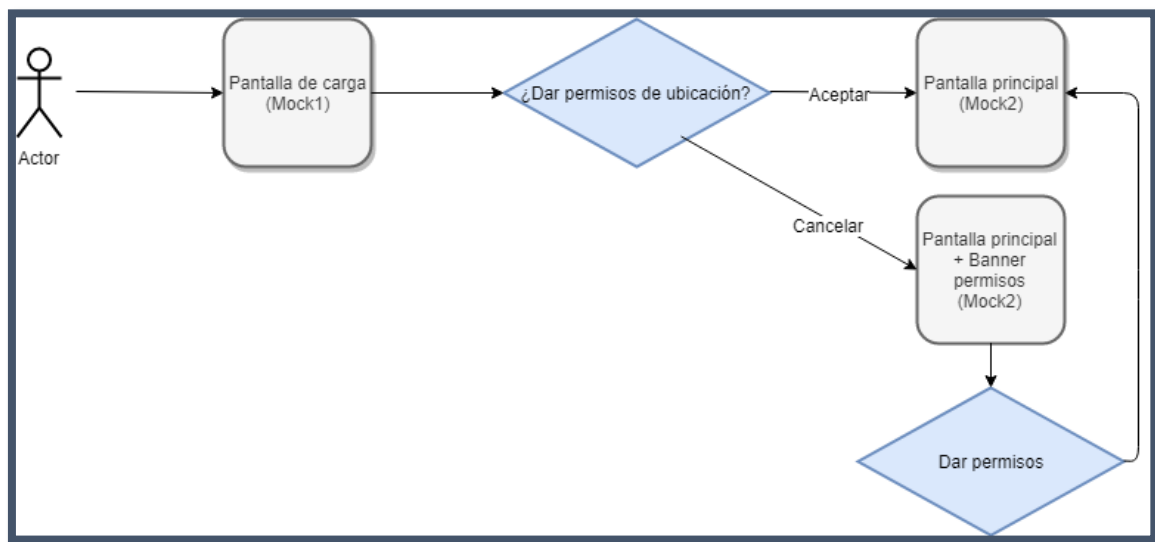 Actor
Pantalla de carga
(Mock1)
¿Dar permisos de ubicación?
Aceptar
Pantalla principal
(Mock2)
Cancelar
Pantalla principal
+ Banner
permisos
(Mock2)
Dar permisos